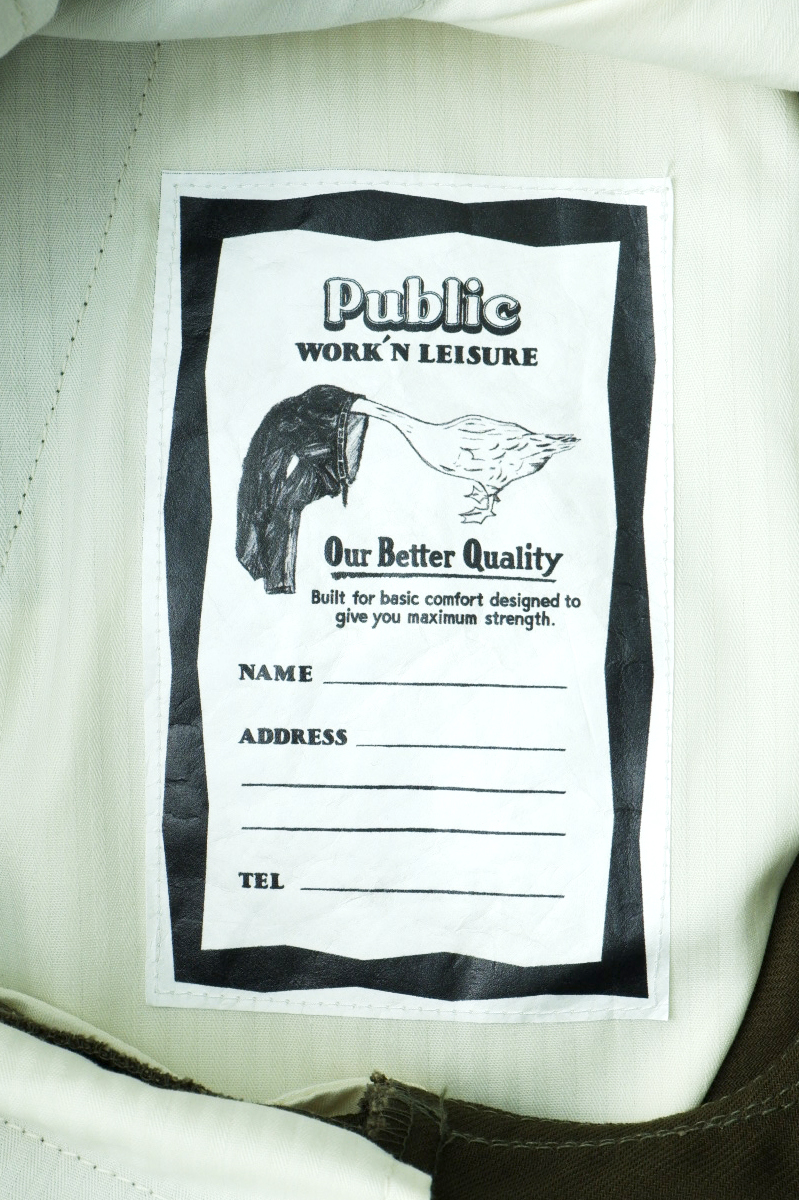 Public
WORK'N LEISURE
Our Better Quality
Built for basic comfort designed to
give you maximum strength.
NAME
ADDRESS
TEL